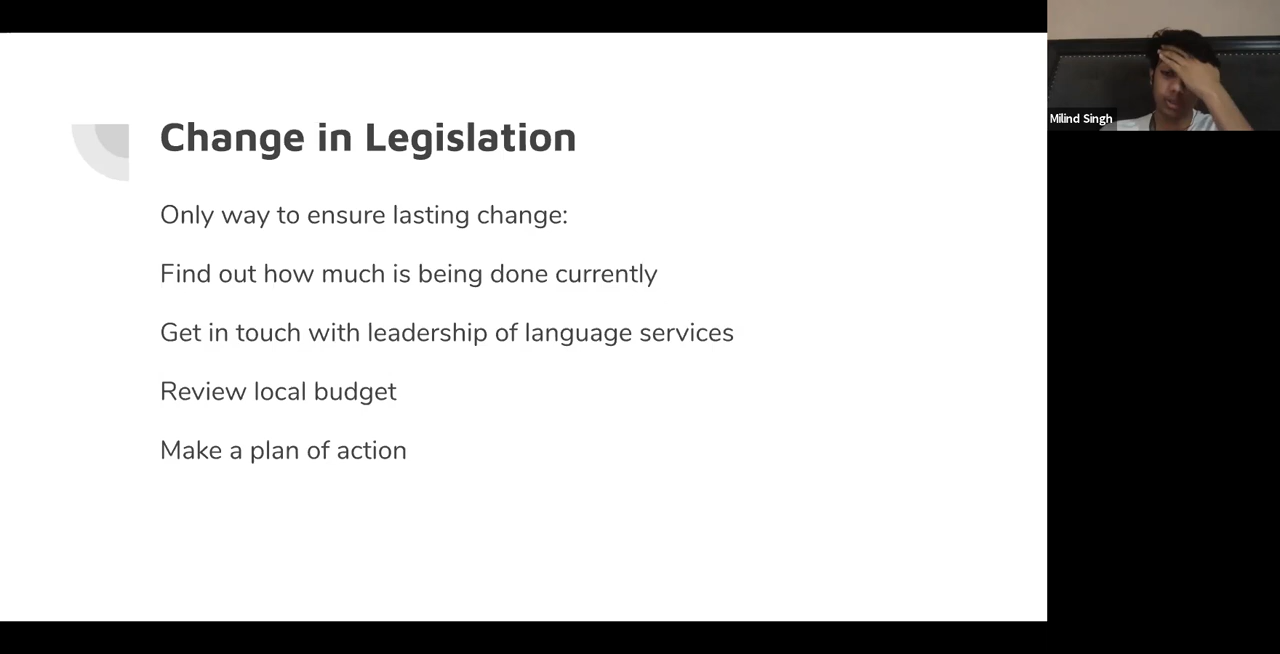 Change in Legislation
Only way to ensure lasting change:
Find out how much is being done currently
Get in touch with leadership of language services
Review local budget
Make a plan of action
Milind Singh